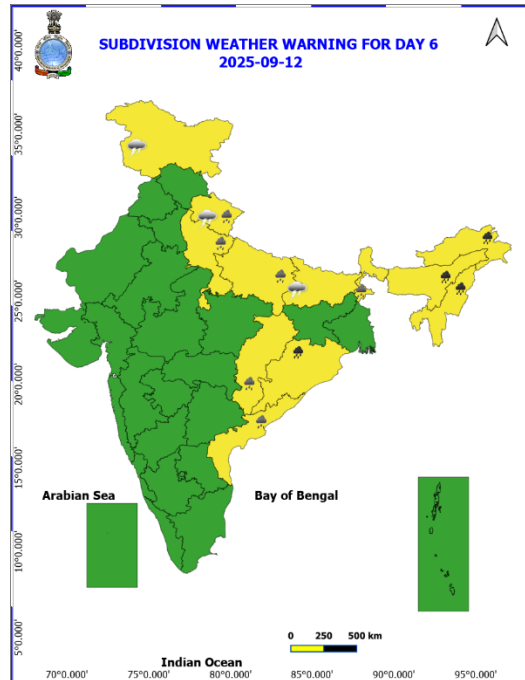 SUBDIVISION WEATHER WARNING FOR DAY 6
2025-09-12
40°0.000'
35°0.000'
30°0.000'
25°0.000'
20°0.000'
15°0.000'
10°0.000'
5°0.000'
Arabian Sea
Bay of Bengal
0 250 500 km
Indian Ocean
70°0.000' 75°0.000' 80°0.000' 85°0.000' 90°0.000' 95°0.000'